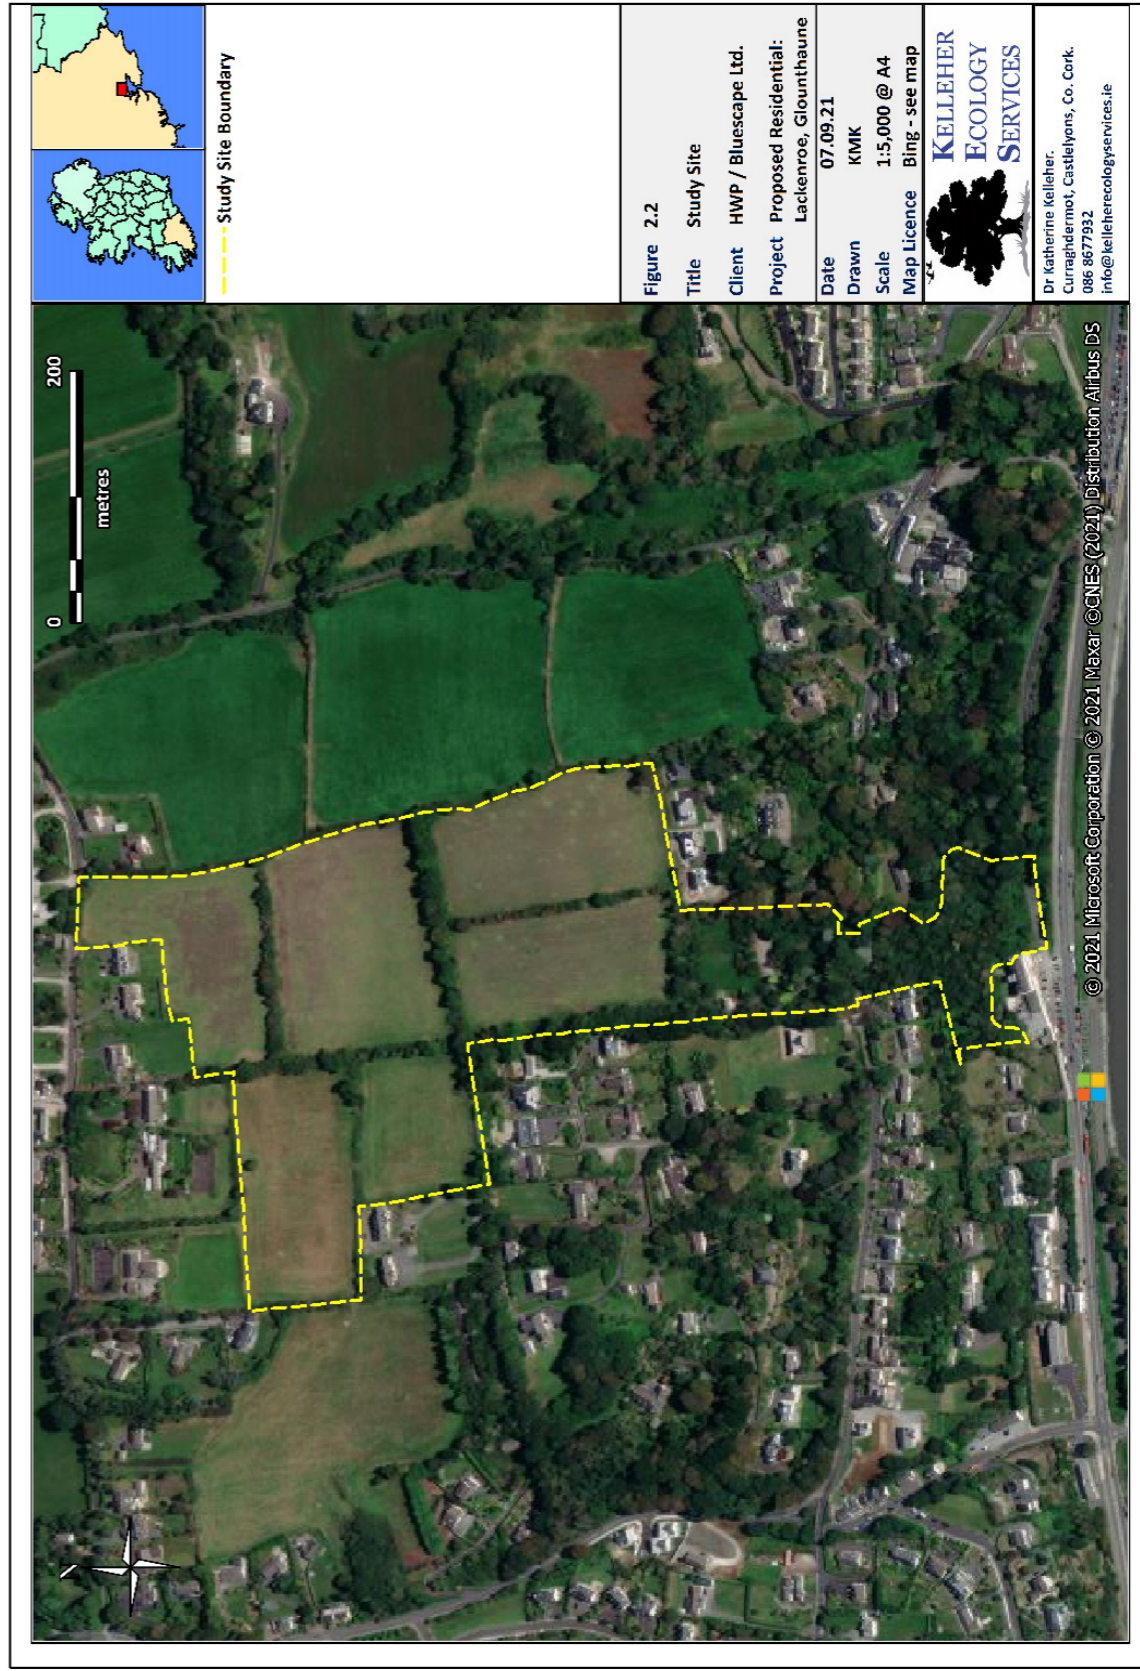 200
0
metres
Study Site Boundary
Figure 2.2
Title Study Site
Client HWP / Bluescape Ltd.
Project Proposed Residential:
Lackenroe, Glounthaune
Date 07.09.21
Drawn KMK
Scale 1:5,000 @ A4
Map Licence Bing - see map
KELLEHER
ECOLOGY
SERVICES
Dr Katherine Kelleher.
Curraghdermot, Castlelyons, Co. Cork.
086 8677932
info@kelleherecologyservices.ie
© 2021 Microsoft Corporation © 2021 Maxar ©CNES (2021) Distribution Airbus DS